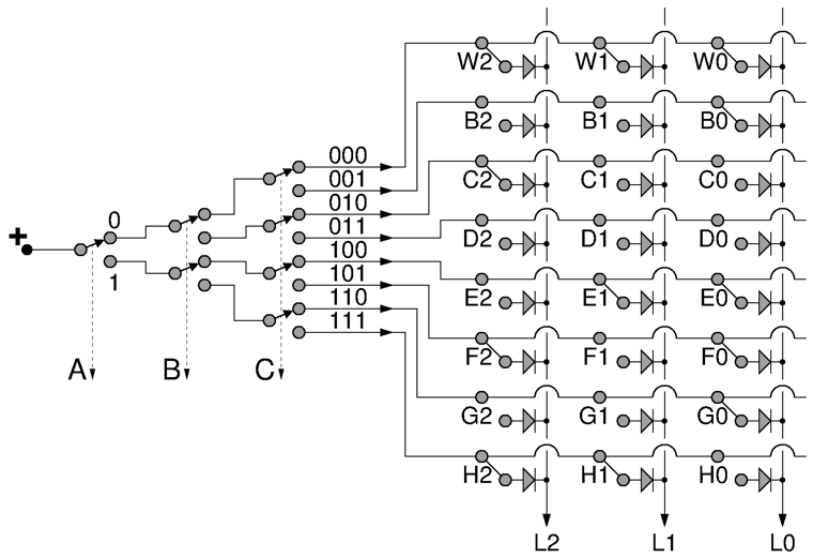 W2 W1 W0
B2 B1 B0
000
001
C2 C1 C0
010
0
011
D2 D1 D0
+
100
1
101
E2 E1 E0
110
111
F2 F1 F0
A B C
G2 G1 G0
H2 H1 H0
L2 L1 L0